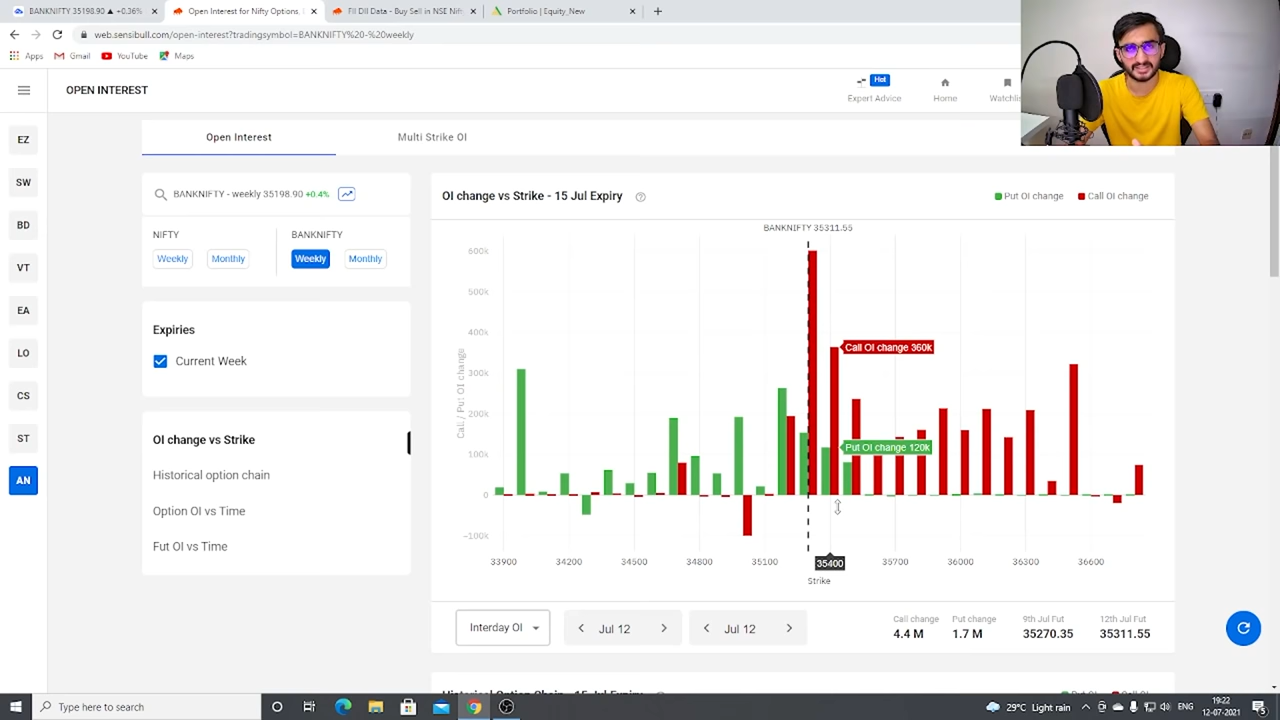 BANKNIFTY 35198.90 ▲ +0.36%
Open Interest for Nifty Options,
FII DII Data - Buy Sell in NSE Nift
Portfolio | Equity_New
web.sensibull.com/open-interest?tradingsymbol=BANKNIFTY%20-%20weekly
Apps Gmail YouTube Maps
OPEN INTEREST
Hot
Expert Advice Home Watchlis
EZ
SW
BD
VT
EA
LO
CS
ST
AN
Open Interest Multi Strike OI
BANKNIFTY - weekly 35198.90 +0.4%
NIFTY BANKNIFTY
Weekly Monthly Weekly Monthly
Expiries
Current Week
OI change vs Strike
Historical option chain
Option OI vs Time
Fut OI vs Time
OI change vs Strike - 15 Jul Expiry
Put OI change Call OI change
BANKNIFTY 35311.55
Call / Put OI change
600k
500k
400k
300k
200k
100k
0
-100k
Call OI change 360k
Put OI change 120k
33900 34200 34500 34800 35100 35400 35700 36000 36300 36600
Strike
Interday OI
Jul 12
Jul 12
Call change Put change 9th Jul Fut 12th Jul Fut
4.4 M 1.7 M 35270.35 35311.55
Type here to search
29°C Light rain
19:22
12-07-2021